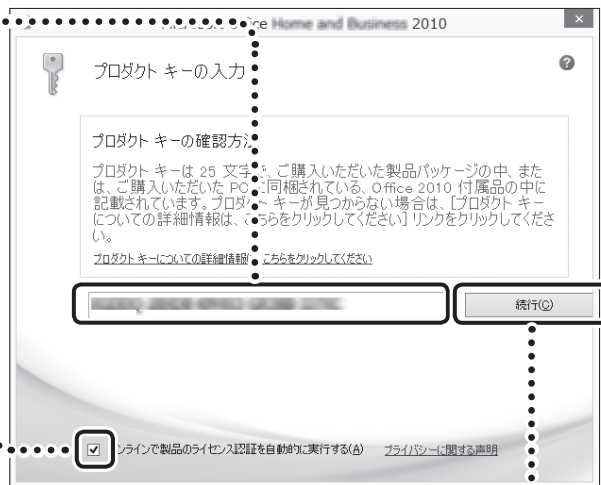 ce Home and Business 2010
プロダクト キーの入力
プロダクト キーの確認方法
プロダクト キーは 25 文字で、ご購入いただいた製品パッケージの中、また
は、ご購入いただいた PC に同梱されている、Office 2010 付属品の中に
記載されています。プロダクト キーが見つからない場合は、[プロダクト キー
についての詳細情報は、こちらをクリックしてください] リンクをクリックしてくださ
い。
プロダクト キーについての詳細情報は、こちらをクリックしてください
続行(C)
ンラインで製品のライセンス認証を自動的に実行する(A) プライバシーに関する声明